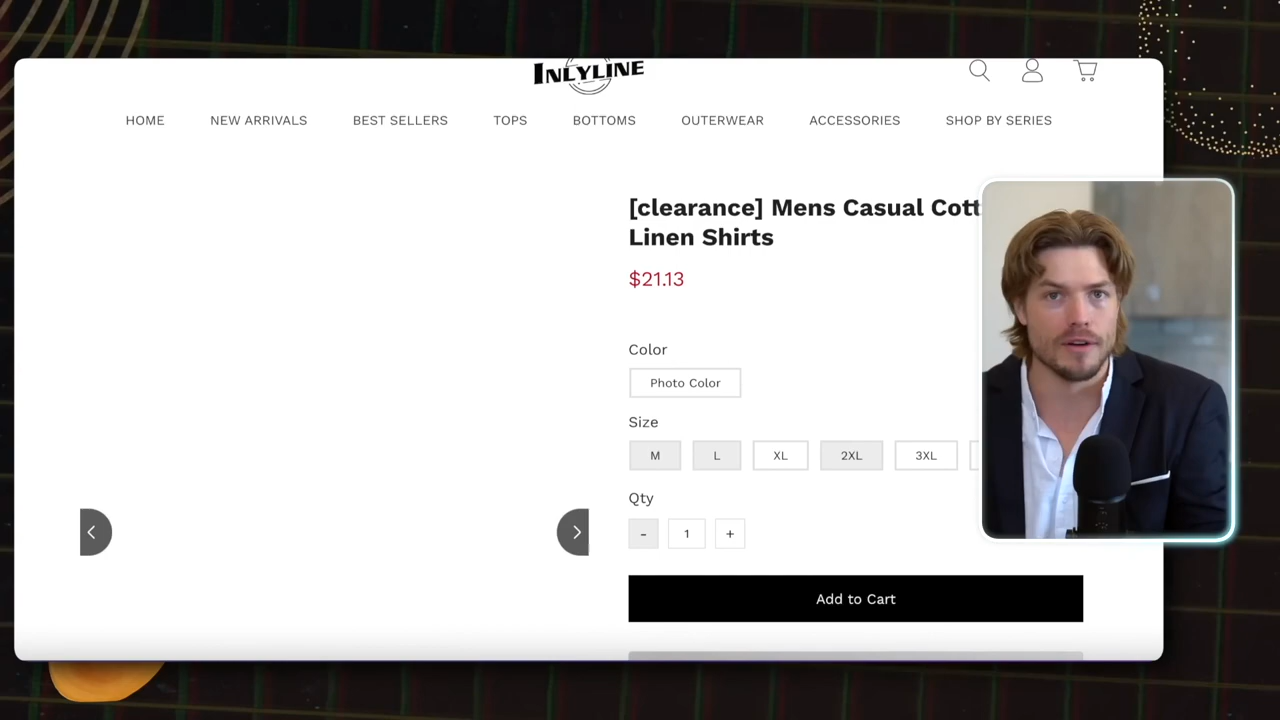 INLYLINE
HOME NEW ARRIVALS BEST SELLERS TOPS BOTTOMS OUTERWEAR ACCESSORIES SHOP BY SERIES
[clearance] Mens Casual
Linen Shirts
$21.13
Color
Photo Color
Size
M L XL 2XL 3XL
Qty
- 1 +
Add to Cart